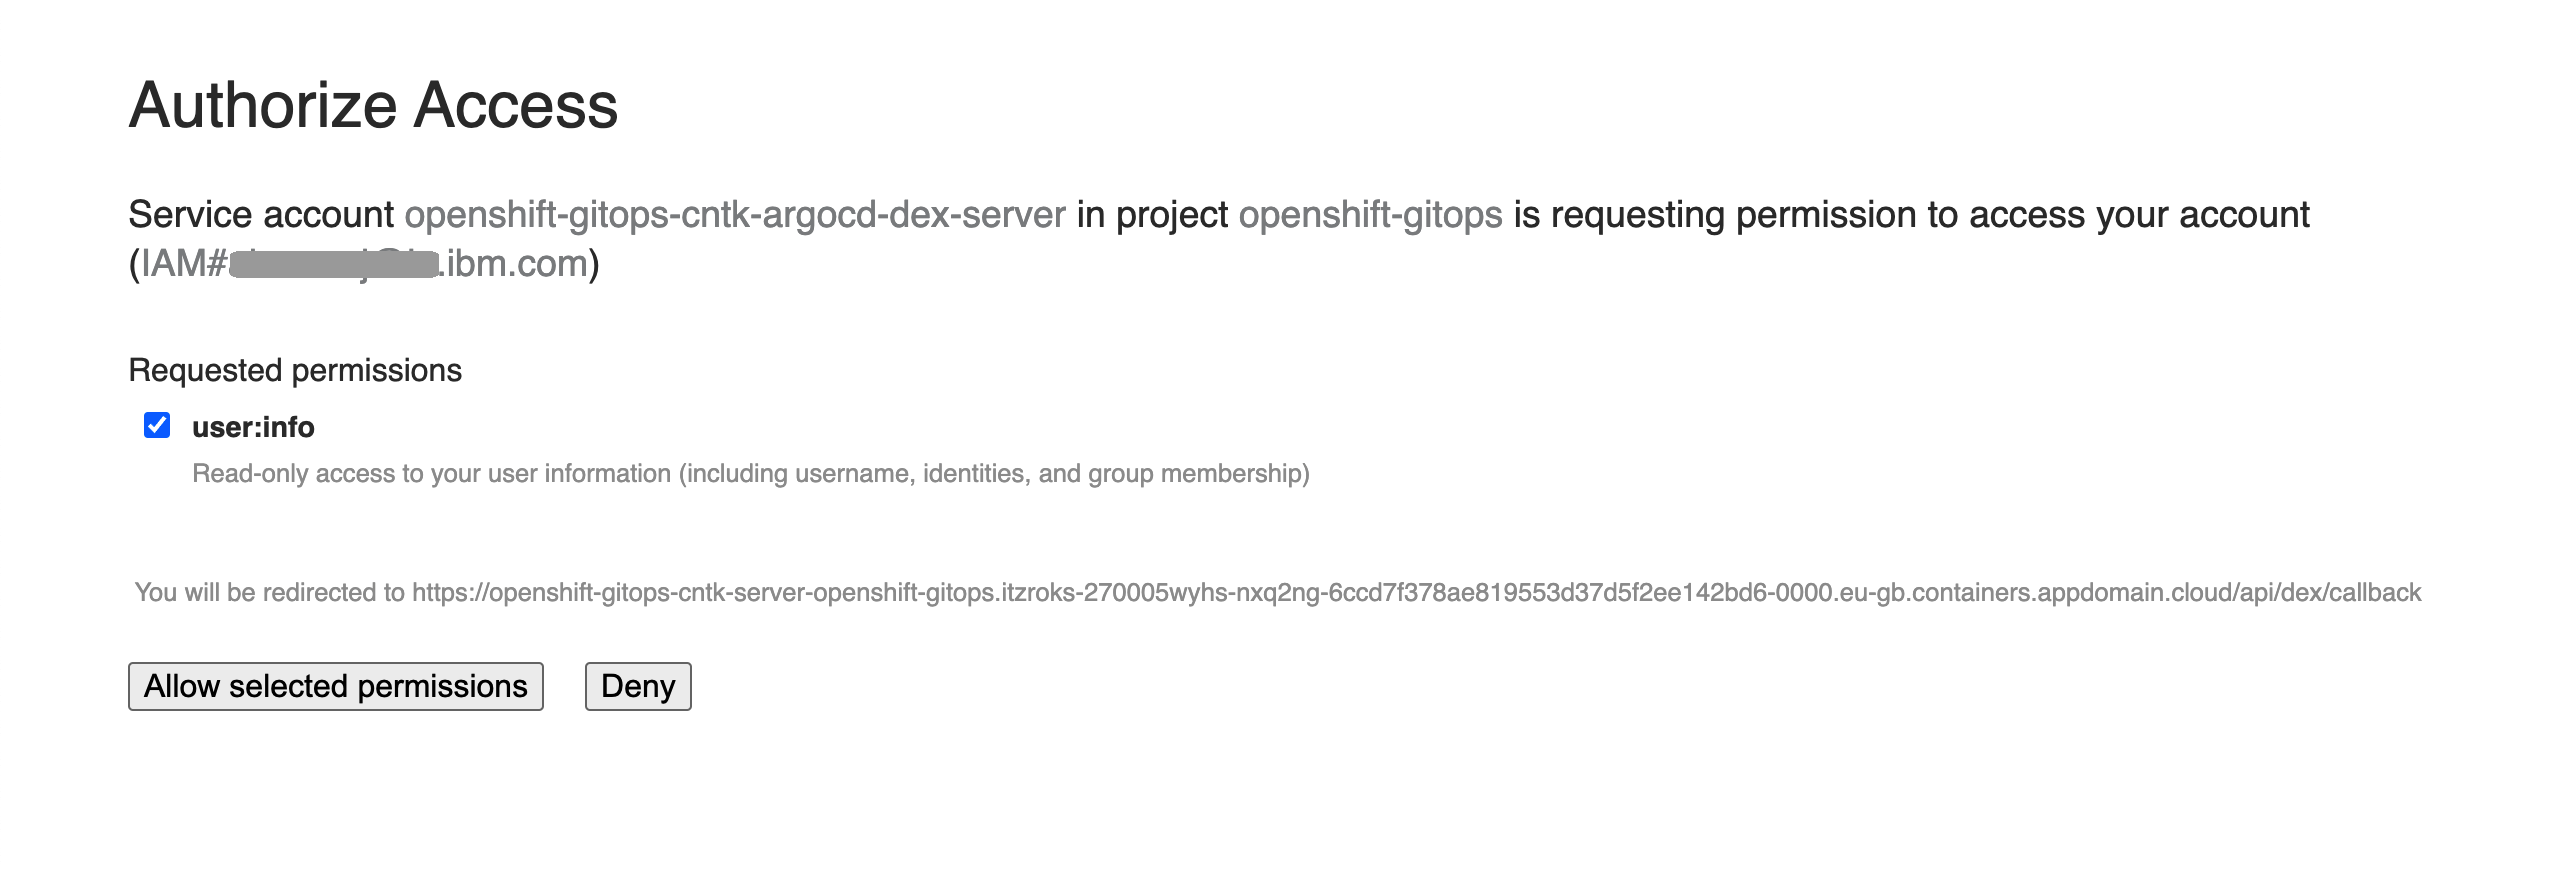 Authorize Access
Service account openshift-gitops-cntk-argocd-dex-server in project openshift-gitops is requesting permission to access your account
(IAM#.ibm.com)
Requested permissions
user:info
Read-only access to your user information (including username, identities, and group membership)
You will be redirected to https://openshift-gitops-cntk-server-openshift-gitops.itzroks-270005wyhs-nxq2ng-6ccd7f378ae819553d37d5f2ee142bd6-0000.eu-gb.containers.appdomain.cloud/api/dex/callback
Allow selected permissions Deny